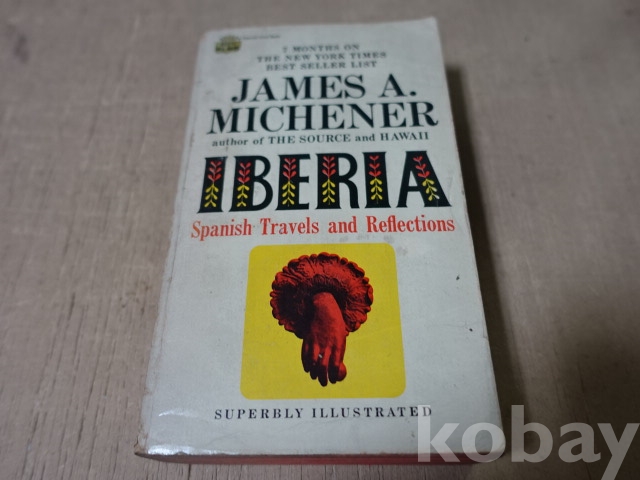 7 MONTHS ON
THE NEW YORK TIMES
BEST SELLER LIST
JAMES A.
MICHENER
author of THE SOURCE and HAWAII
IBERIA
Spanish Travels and Reflections
SUPERBLY ILLUSTRATED
kobay